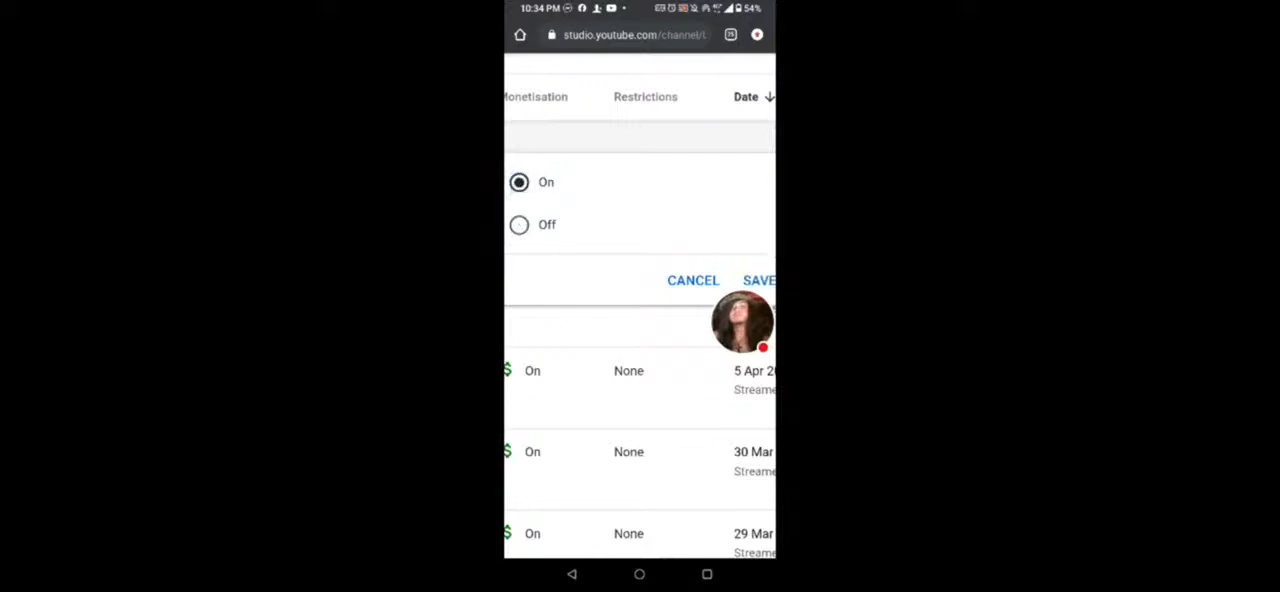 10:34 PM 54%
studio.youtube.com/channel/
Monetisation Restrictions Date
On
Off
CANCEL SAVE
$ On None 5 Apr 2
Streame
$ On None 30 Mar
Streame
$ On None 29 Mar
Streame